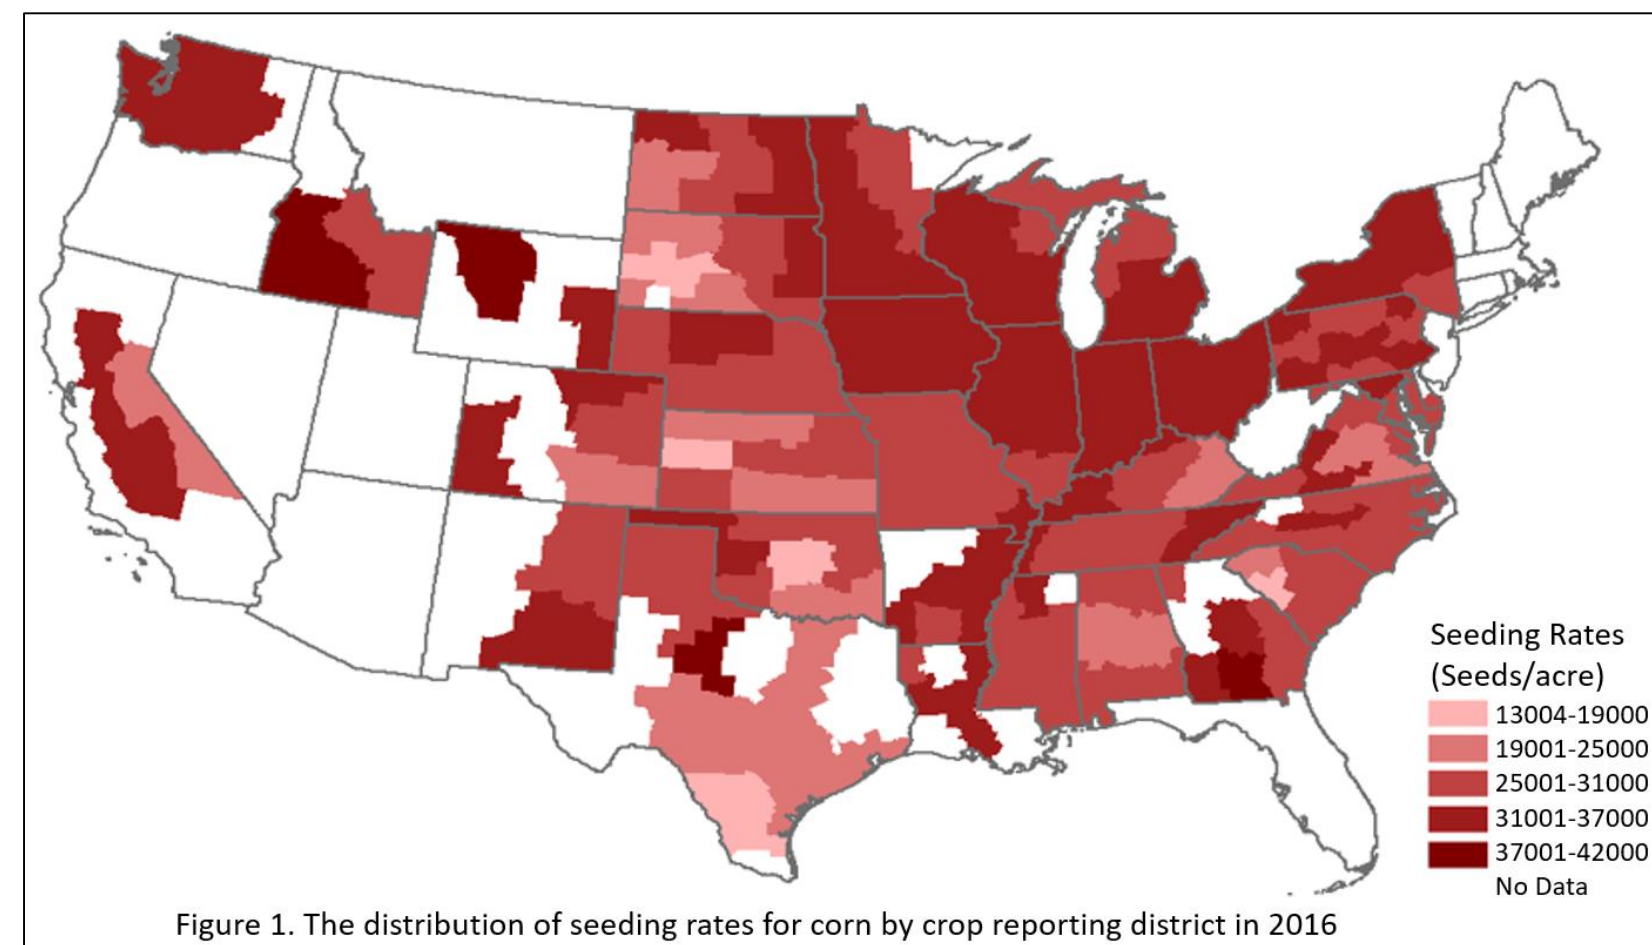 Seeding Rates
(Seeds/acre)
13004-19000
19001-25000
25001-31000
31001-37000
37001-42000
No Data
Figure 1. The distribution of seeding rates for corn by crop reporting district in 2016